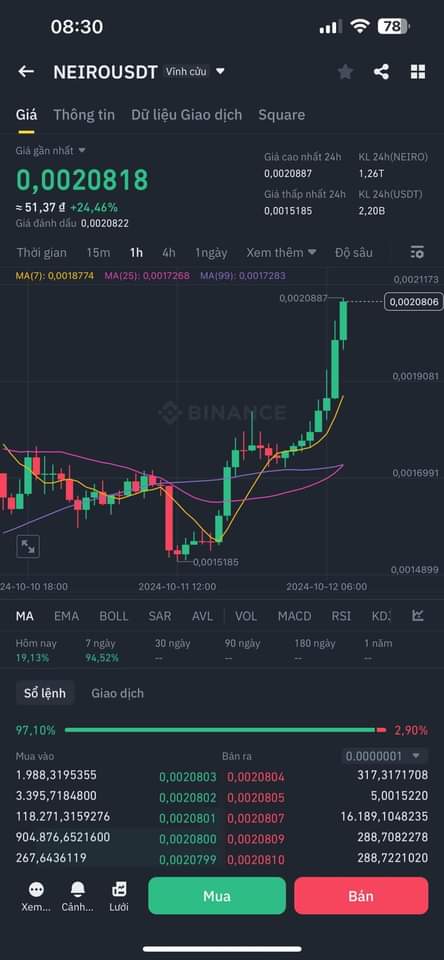 08:30
78
NEIROUSDT Vĩnh cửu
Giá Thông tin Dữ liệu Giao dịch Square
Giá gần nhất
0,0020818
≈ 51,37 ₫ +24,46%
Giá đánh dấu 0,0020822
Giá cao nhất 24h KL 24h(NEIRO)
0,0020887 1,26T
Giá thấp nhất 24h KL 24h(USDT)
0,0015185 2,20B
Thời gian 15m 1h 4h 1ngày Xem thêm Độ sâu
MA(7): 0,0018774 MA(25): 0,0017268 MA(99): 0,0017283
0,0021173
0,0020887
0,0020806
0,0019081
BINANCE
0,0016991
0,0015185
0,0014899
24-10-10 18:00 2024-10-11 12:00 2024-10-12 06:00
MA EMA BOLL SAR AVL VOL MACD RSI KDJ
Hôm nay 7 ngày 30 ngày 90 ngày 180 ngày 1 năm
19,13% 94,52% -- -- -- --
Sổ lệnh Giao dịch
97,10% 2,90%
Mua vào Bán ra 0.0000001
1.988,3195355 0,0020803 0,0020804 317,3171708
3.395,7184800 0,0020802 0,0020805 5,0015220
118.271,3159276 0,0020801 0,0020807 16.189,1048235
904.876,6521600 0,0020800 0,0020809 288,7082278
267,6436119 0,0020799 0,0020810 288,7221020
Xem... Cảnh... Lưới Mua Bán